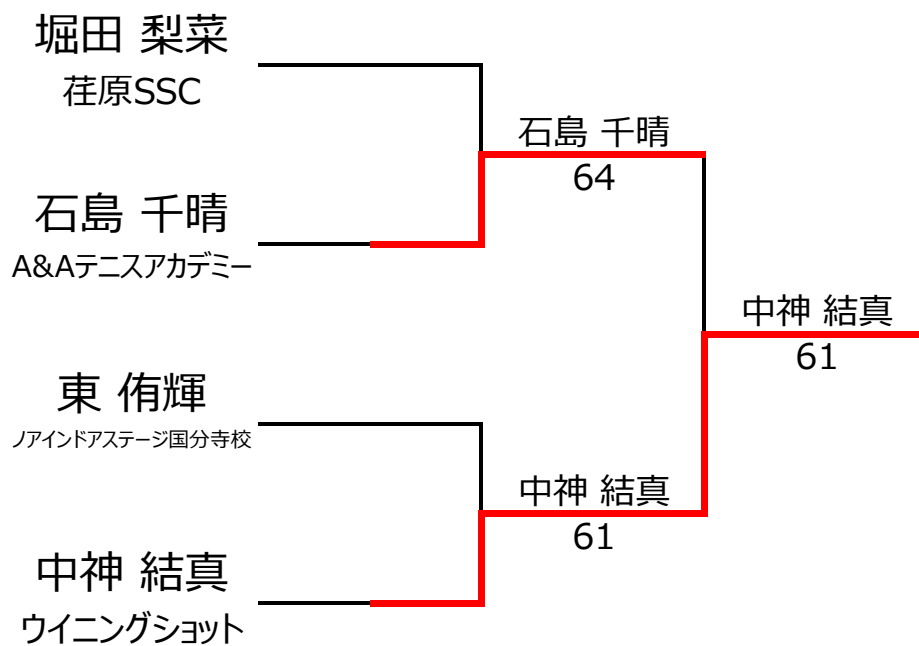 堀田 梨菜
荏原SSC
石島 千晴
64
石島 千晴
A&Aテニスアカデミー
中神 結真
61
東 侑輝
ノアインドアステージ国分寺校
中神 結真
61
中神 結真
ウイニングショット